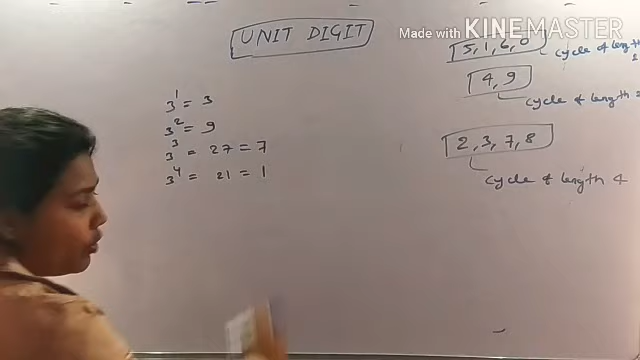 UNIT DIGIT
Made with KINEMASTER
5, 1, 6, 0
cycle of length
4, 9
cycle of length 2
2, 3, 7, 8
cycle of length 4
3¹ = 3
3² = 9
3³ = 27 = 7
3⁴ = 21 = 1